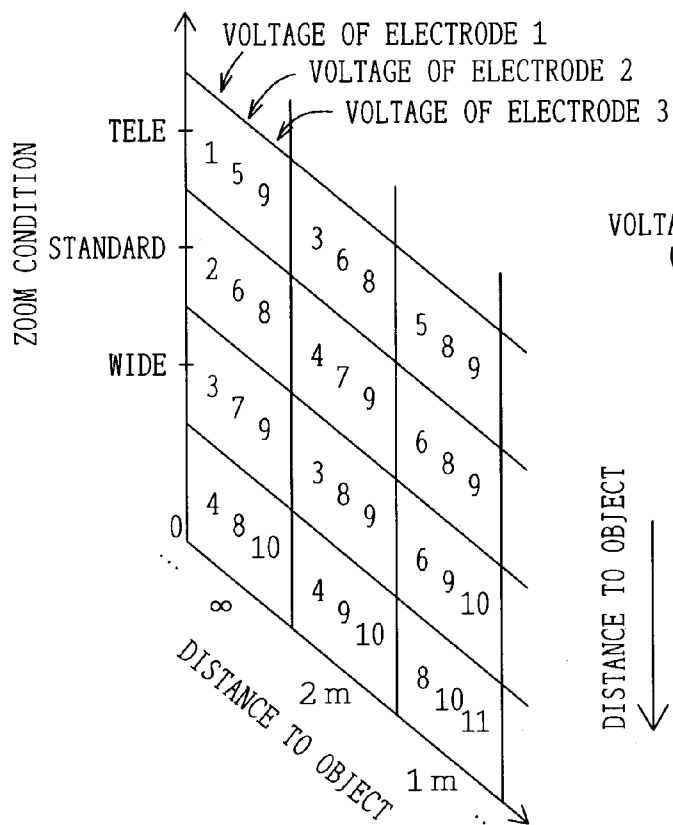 VOLTAGE OF ELECTRODE 1
VOLTAGE OF ELECTRODE 2
VOLTAGE OF ELECTRODE 3
ZOOM CONDITION
TELE
STANDARD
WIDE
0
1 5 9
3 6 8
5 8 9
2 6 8
4 7 9
6 8 9
3 7 9
3 8 9
6 9 10
4 8 10
4 9 10
8 10 11
... ∞ 2m 1m ...
DISTANCE TO OBJECT
VOLTA
DISTANCE TO OBJECT